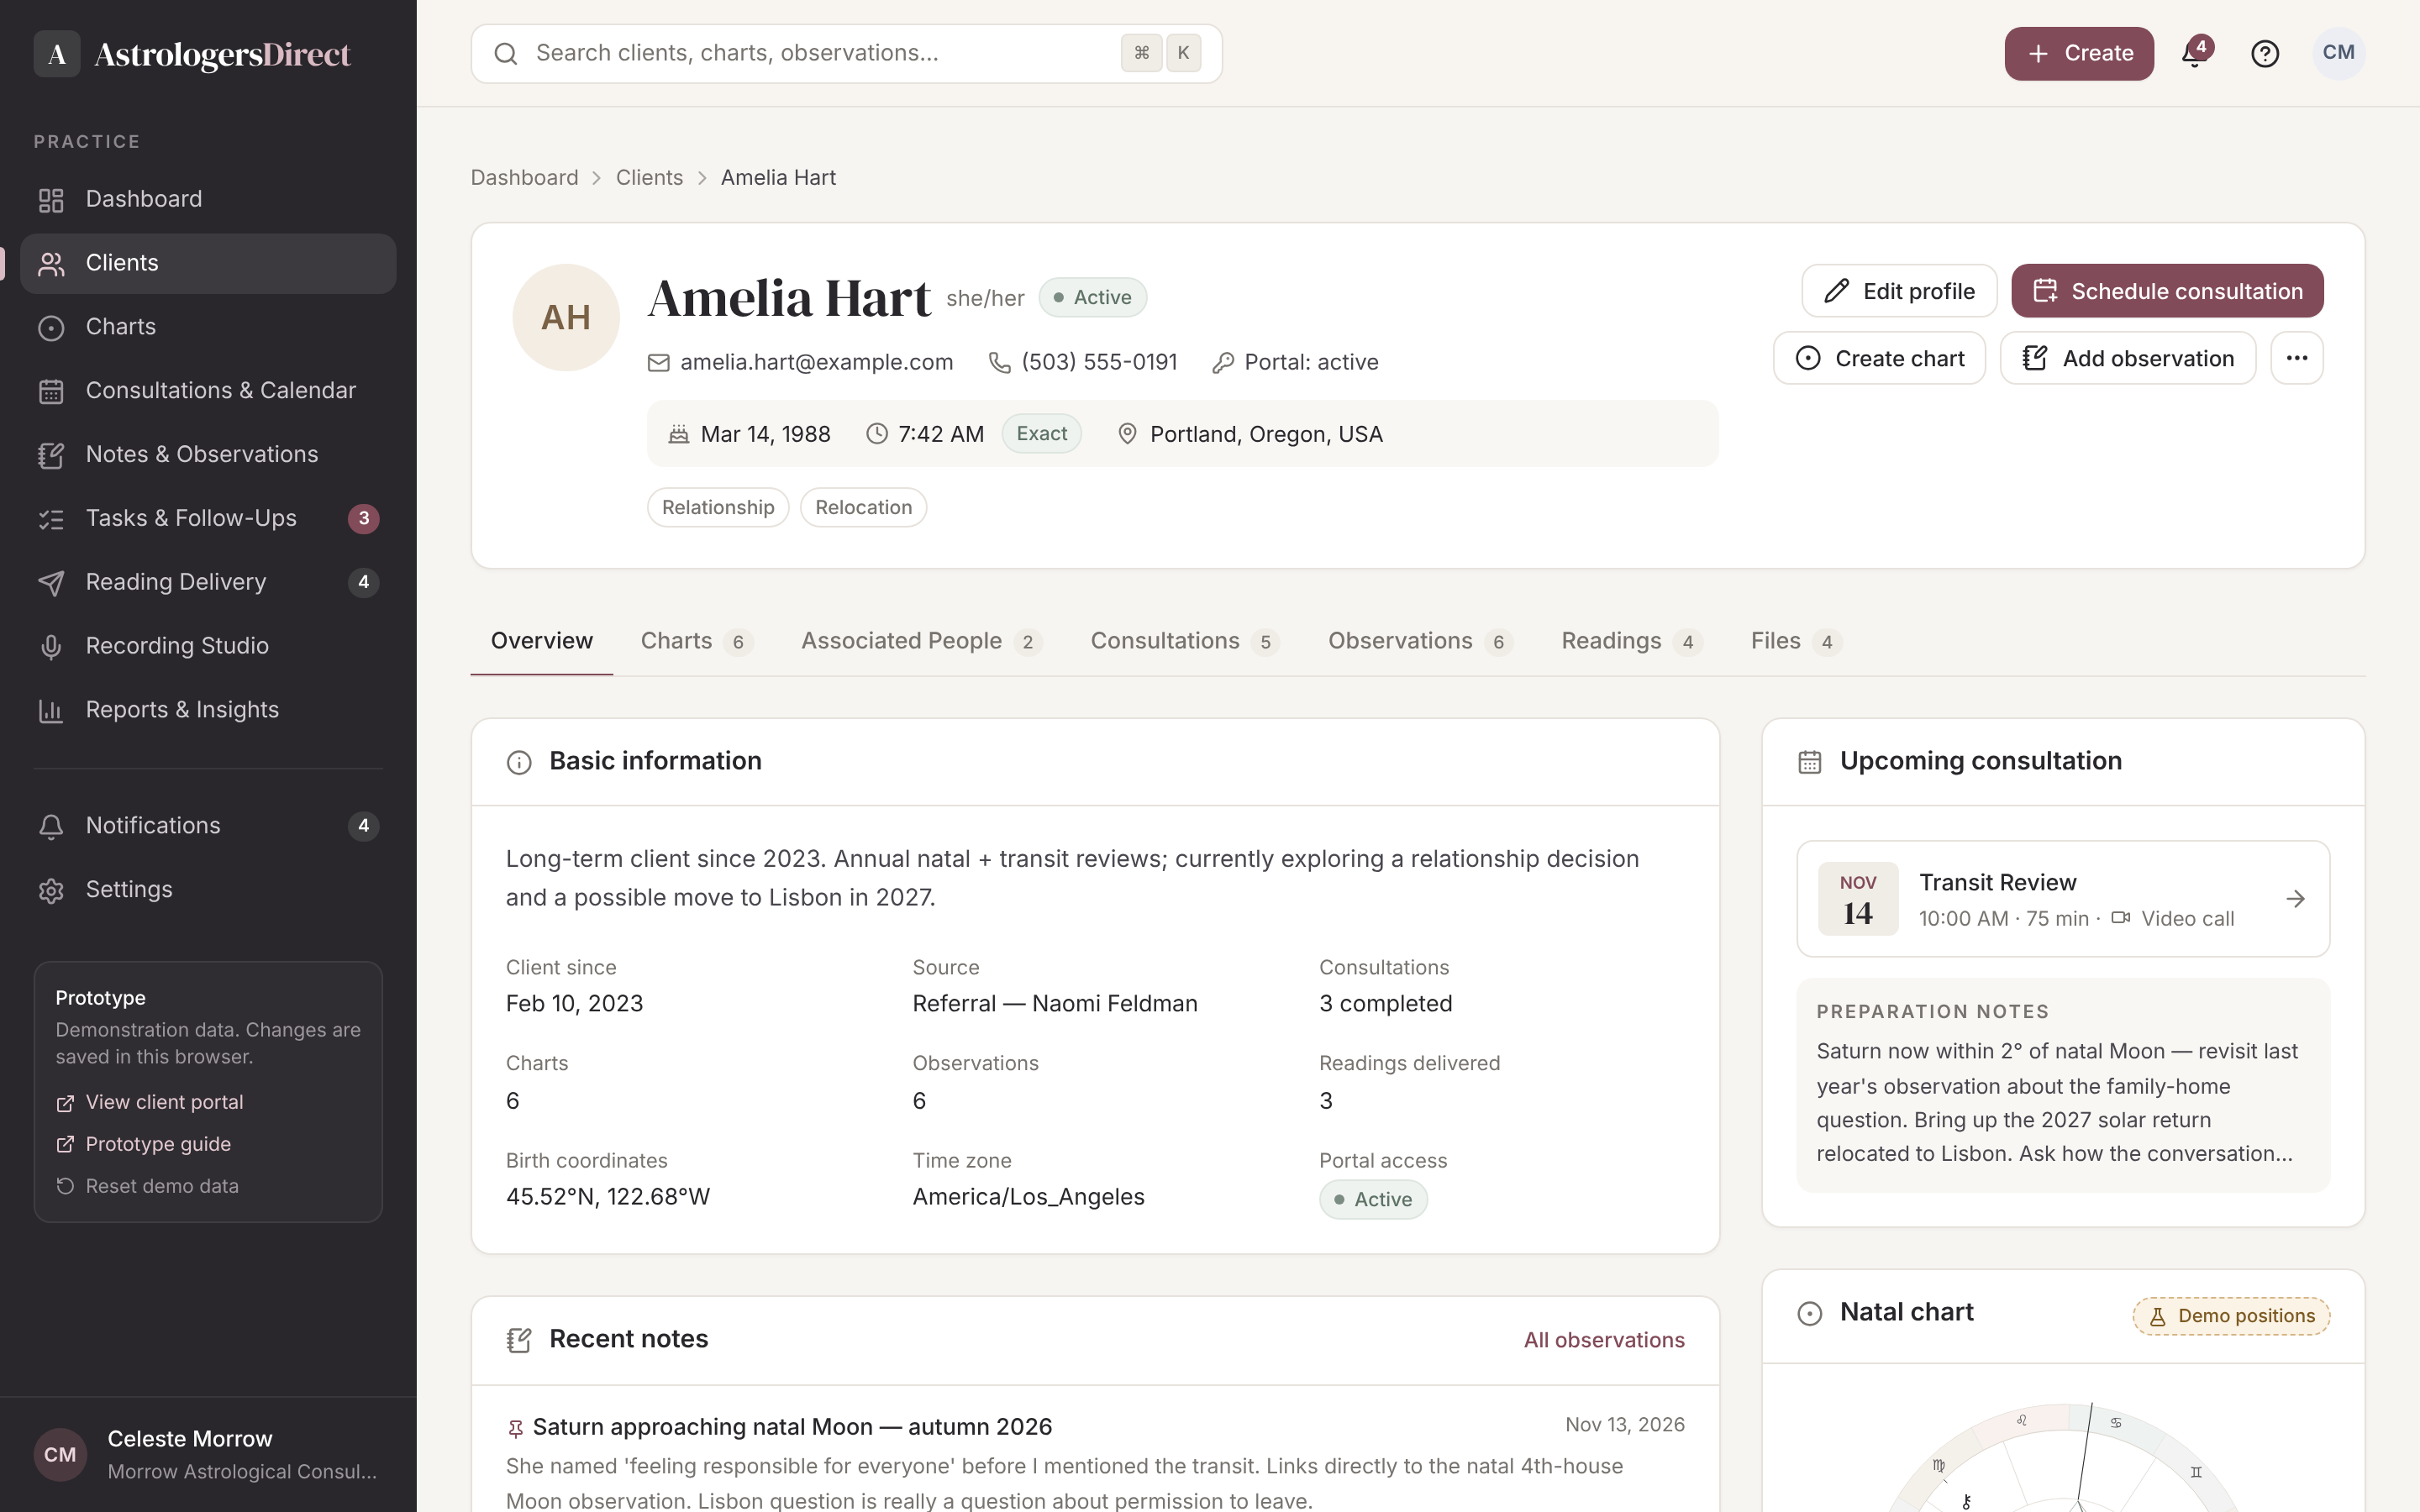 A AstrologersDirect
PRACTICE
Dashboard
Clients
Charts
Consultations & Calendar
Notes & Observations
Tasks & Follow-Ups 3
Reading Delivery 4
Recording Studio
Reports & Insights
Notifications 4
Settings
Prototype
Demonstration data. Changes are
saved in this browser.
View client portal
Prototype guide
Reset demo data
CM Celeste Morrow
Morrow Astrological Consul...
Search clients, charts, observations... ⌘ K
+ Create 4 CM
Dashboard > Clients > Amelia Hart
AH
Amelia Hart she/her Active
amelia.hart@example.com (503) 555-0191 Portal: active
Mar 14, 1988 7:42 AM Exact Portland, Oregon, USA
Relationship Relocation
Edit profile Schedule consultation
Create chart Add observation ...
Overview Charts 6 Associated People 2 Consultations 5 Observations 6 Readings 4 Files 4
Basic information
Long-term client since 2023. Annual natal + transit reviews; currently exploring a relationship decision
and a possible move to Lisbon in 2027.
Client since Source Consultations
Feb 10, 2023 Referral — Naomi Feldman 3 completed
Charts Observations Readings delivered
6 6 3
Birth coordinates Time zone Portal access
45.52°N, 122.68°W America/Los_Angeles Active
Recent notes All observations
Saturn approaching natal Moon — autumn 2026 Nov 13, 2026
She named 'feeling responsible for everyone' before I mentioned the transit. Links directly to the natal 4th-house
Moon observation. Lisbon question is really a question about permission to leave.
Upcoming consultation
NOV
14
Transit Review
10:00 AM · 75 min · Video call
PREPARATION NOTES
Saturn now within 2° of natal Moon — revisit last
year's observation about the family-home
question. Bring up the 2027 solar return
relocated to Lisbon. Ask how the conversation...
Natal chart Demo positions
♌ ♋
♍ ♊
⚷